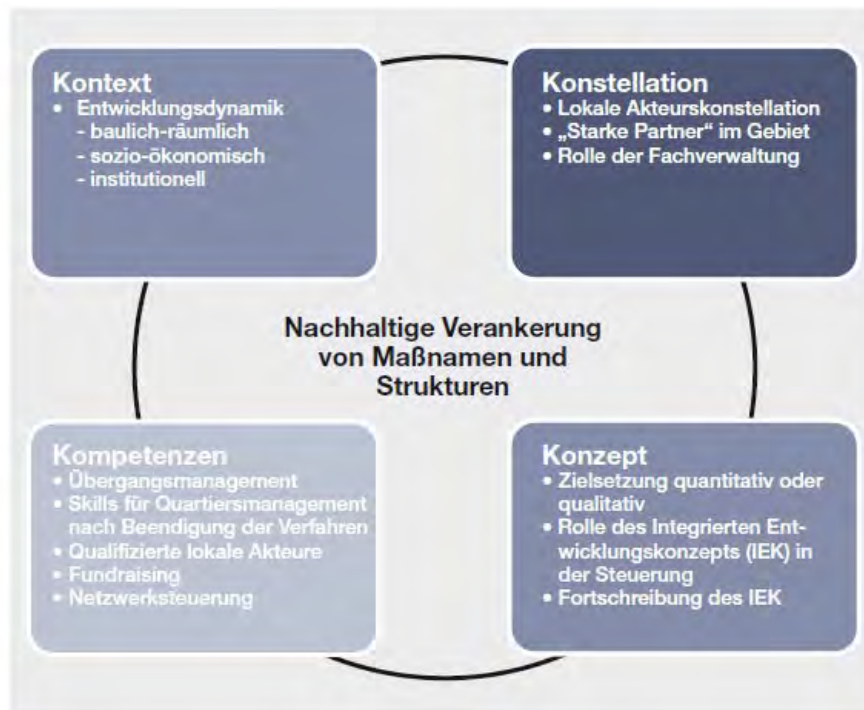 Kontext
• Entwicklungsdynamik
- baulich-räumlich
- sozio-ökonomisch
- institutionell
Konstellation
• Lokale Akteurskonstellation
• „Starke Partner“ im Gebiet
• Rolle der Fachverwaltung
Nachhaltige Verankerung
von Maßnamen und
Strukturen
Kompetenzen
• Übergangsmanagement
• Skills für Quartiersmanagement
nach Beendigung der Verfahren
• Qualifizierte lokale Akteure
• Fundraising
• Netzwerksteuerung
Konzept
• Zielsetzung quantitativ oder
qualitativ
• Rolle des Integrierten Ent-
wicklungskonzepts (IEK) in
der Steuerung
• Fortschreibung des IEK